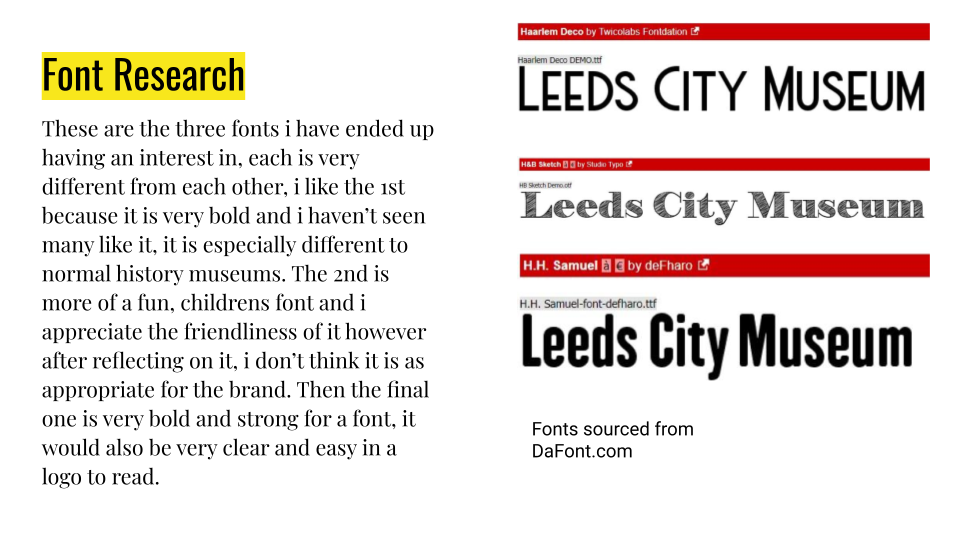 Font Research
These are the three fonts i have ended up
having an interest in, each is very
different from each other, i like the 1st
because it is very bold and i haven’t seen
many like it, it is especially different to
normal history museums. The 2nd is
more of a fun, childrens font and i
appreciate the friendliness of it however
after reflecting on it, i don’t think it is as
appropriate for the brand. Then the final
one is very bold and strong for a font, it
would also be very clear and easy in a
logo to read.
Haarlem Deco by Twicolabs Fontdation
Haarlem Deco DEMO.ttf
LEEDS CITY MUSEUM
H&B Sketch à € by Studio Typo
HB Sketch Demo.otf
Leeds City Museum
H.H. Samuel à € by deFharo
H.H. Samuel-font-defharo.ttf
Leeds City Museum
Fonts sourced from
DaFont.com